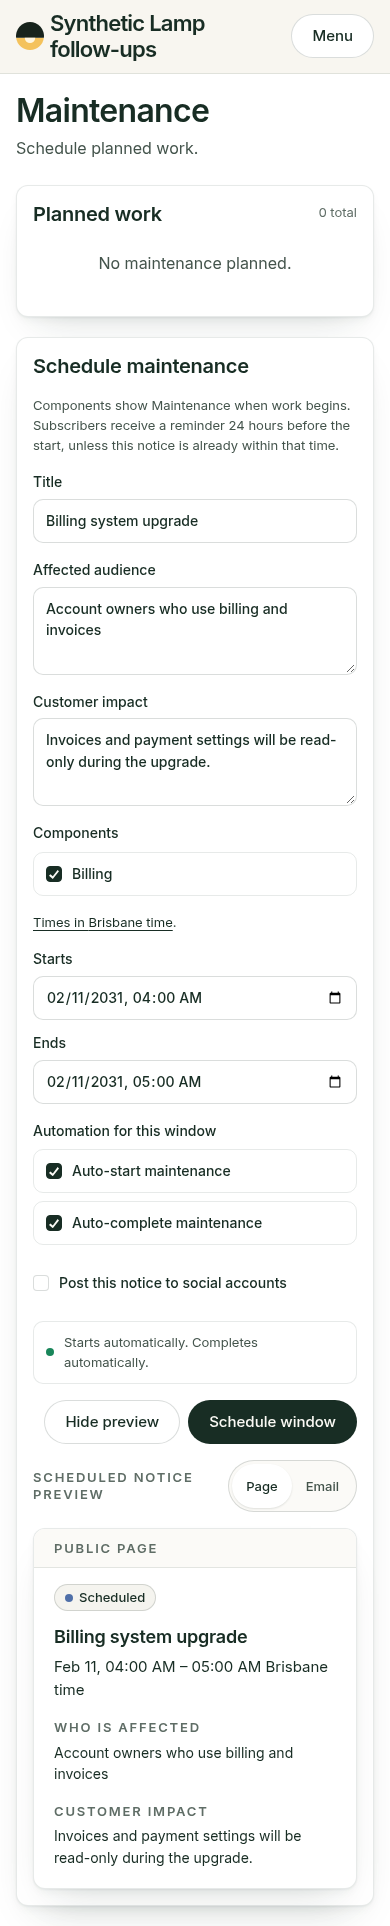 Synthetic Lamp
follow-ups
Menu
Maintenance
Schedule planned work.
Planned work
0 total
No maintenance planned.
Schedule maintenance
Components show Maintenance when work begins.
Subscribers receive a reminder 24 hours before the
start, unless this notice is already within that time.
Title
Billing system upgrade
Affected audience
Account owners who use billing and
invoices
Customer impact
Invoices and payment settings will be read-
only during the upgrade.
Components
Billing
Times in Brisbane time.
Starts
02/11/2031, 04:00 AM
Ends
02/11/2031, 05:00 AM
Automation for this window
Auto-start maintenance
Auto-complete maintenance
Post this notice to social accounts
Starts automatically. Completes
automatically.
Hide preview
Schedule window
SCHEDULED NOTICE
PREVIEW
Page
Email
PUBLIC PAGE
Scheduled
Billing system upgrade
Feb 11, 04:00 AM – 05:00 AM Brisbane
time
WHO IS AFFECTED
Account owners who use billing and
invoices
CUSTOMER IMPACT
Invoices and payment settings will be
read-only during the upgrade.